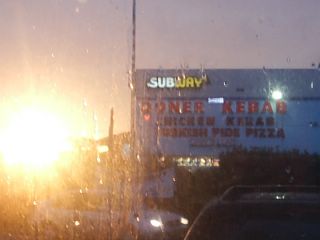 SUBWAY
DONER KEBAB
CHICKEN KEBAB
TURKISH PIDE PIZZA